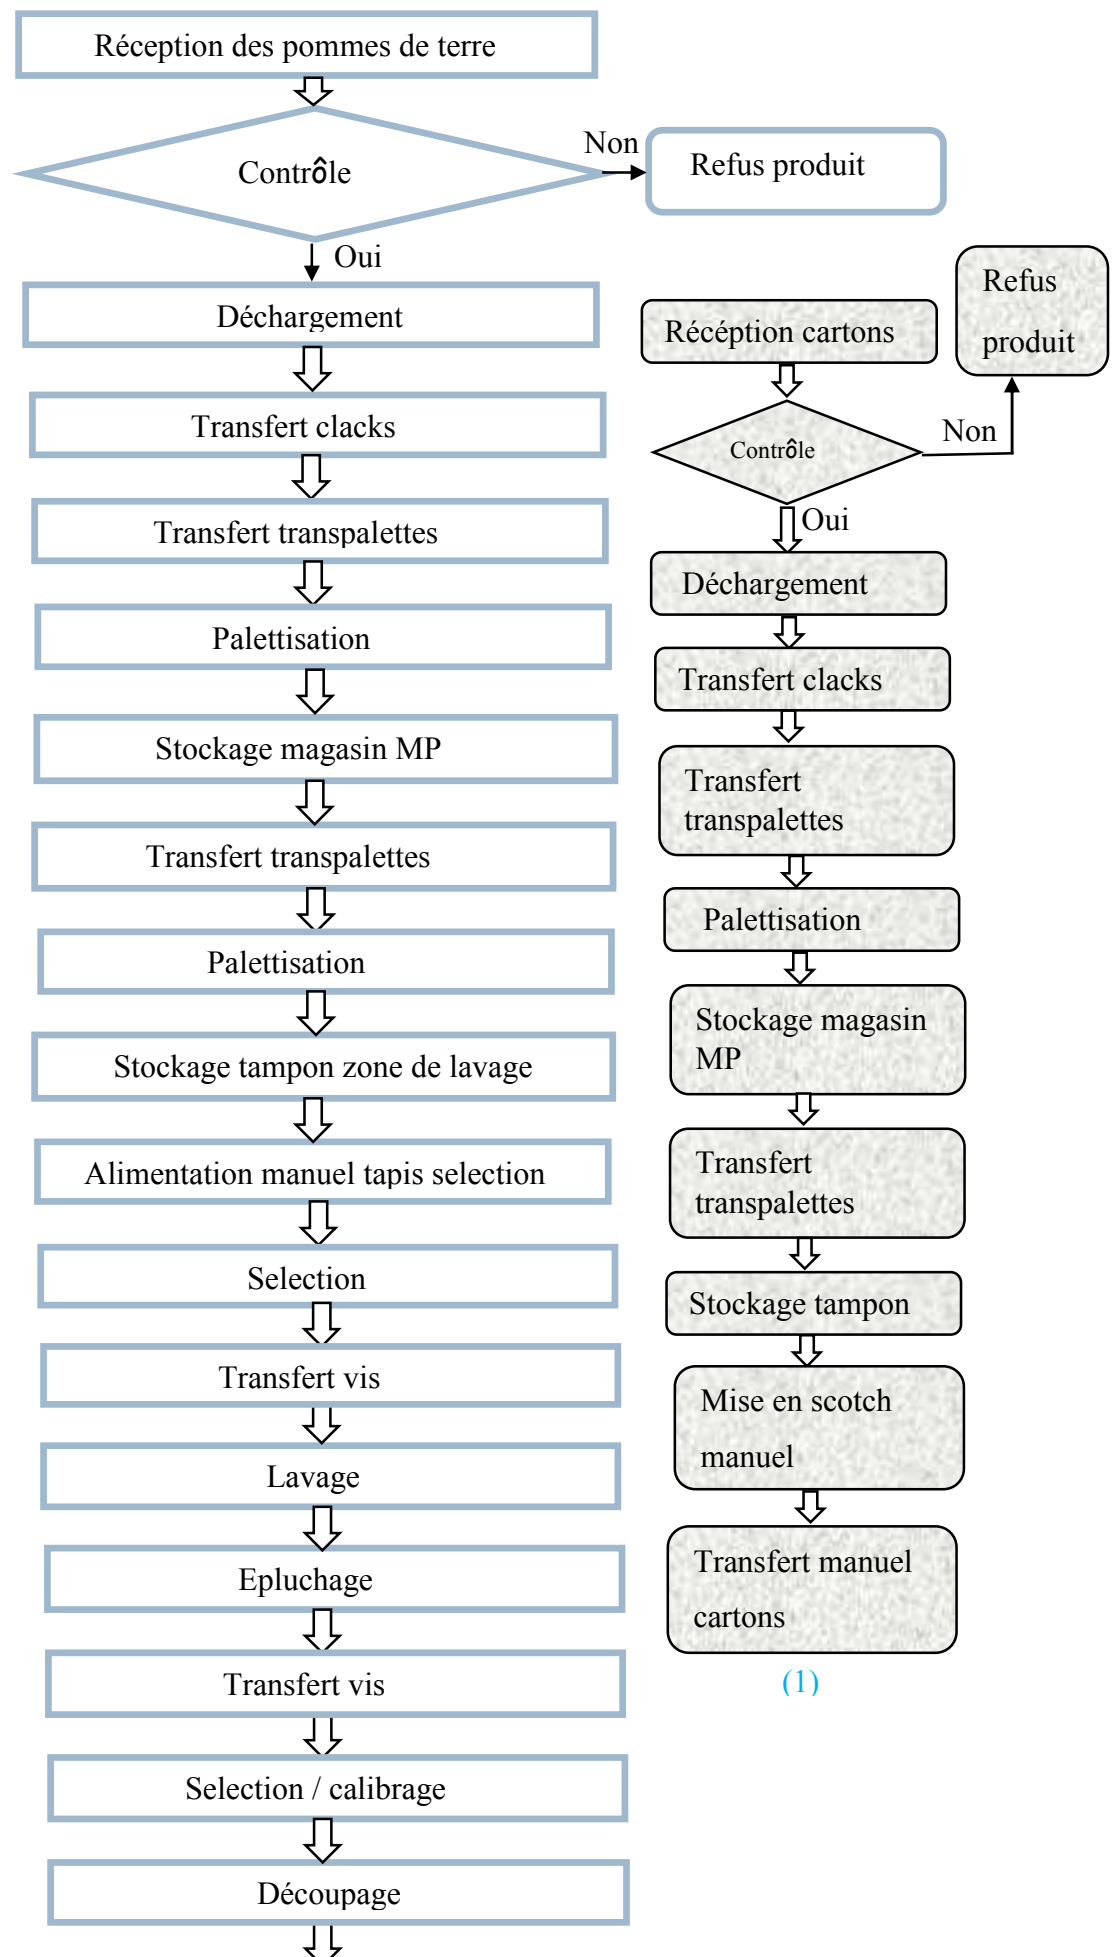 Réception des pommes de terre
Contrôle
Non
Refus produit
Oui
Déchargement
Transfert clacks
Transfert transpalettes
Palettisation
Stockage magasin MP
Transfert transpalettes
Palettisation
Stockage tampon zone de lavage
Alimentation manuel tapis selection
Selection
Transfert vis
Lavage
Epluchage
Transfert vis
Selection / calibrage
Découpage
Récéption cartons
Contrôle
Non
Refus
produit
Oui
Déchargement
Transfert clacks
Transfert
transpalettes
Palettisation
Stockage magasin
MP
Transfert
transpalettes
Stockage tampon
Mise en scotch
manuel
Transfert manuel
cartons
(1)